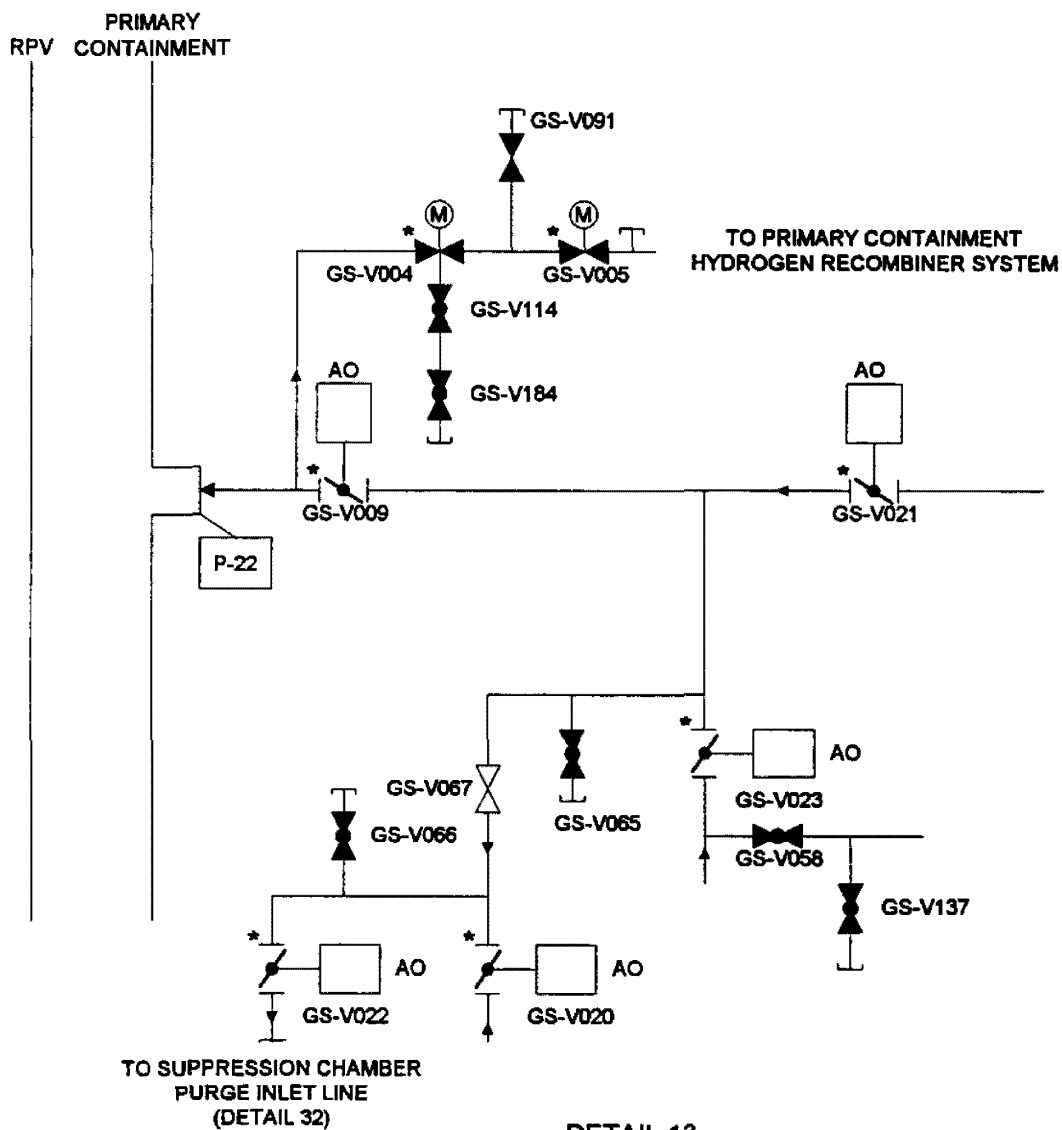 PRIMARY
RPV CONTAINMENT
GS-V091
M
M
*
*
GS-V004
GS-V005
TO PRIMARY CONTAINMENT
HYDROGEN RECOMBINER SYSTEM
GS-V114
GS-V184
AO
AO
*
*
GS-V009
GS-V021
P-22
*
GS-V067
AO
GS-V023
GS-V066
GS-V065
GS-V058
GS-V137
*
*
AO
AO
GS-V022
GS-V020
TO SUPPRESSION CHAMBER
PURGE INLET LINE
(DETAIL 32)